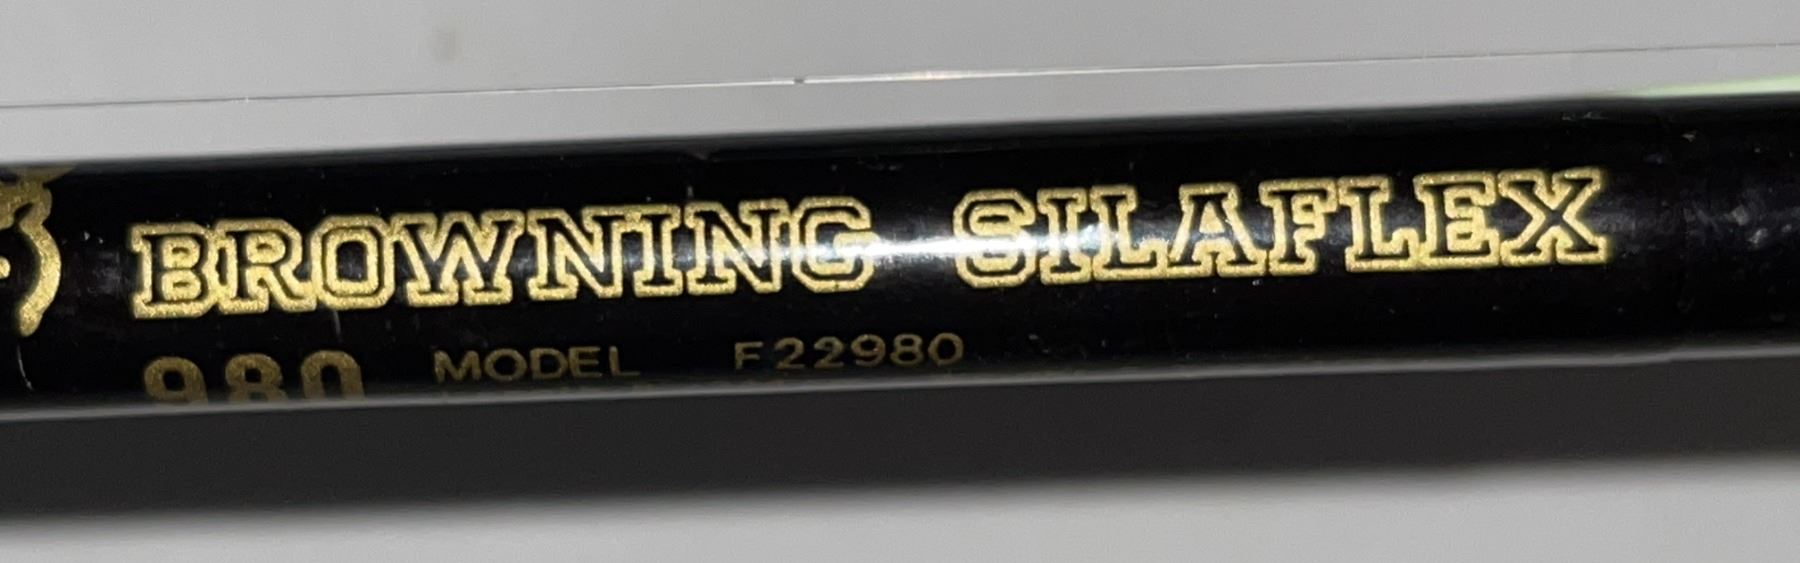 BROWNING SILAFLEX
980 MODEL F22980